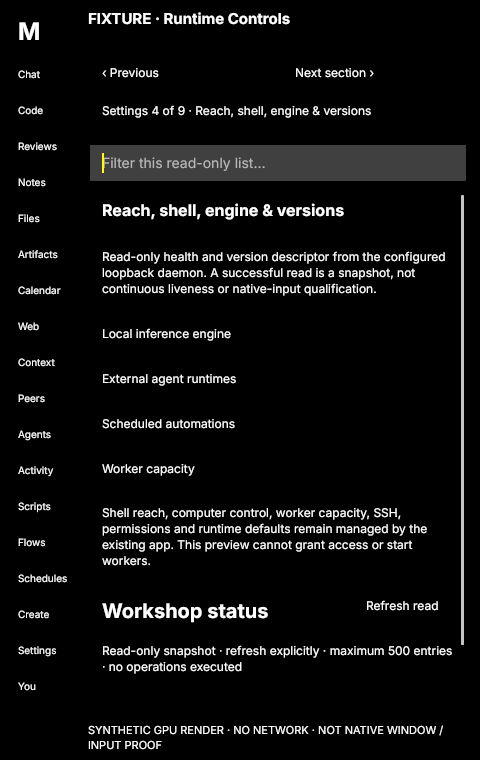 M
FIXTURE · Runtime Controls
Chat
Code
Reviews
Notes
Files
Artifacts
Calendar
Web
Context
Peers
Agents
Activity
Scripts
Flows
Schedules
Create
Settings
You
‹ Previous
Next section ›
Settings 4 of 9 · Reach, shell, engine & versions
Filter this read-only list...
Reach, shell, engine & versions
Read-only health and version descriptor from the configured
loopback daemon. A successful read is a snapshot, not
continuous liveness or native-input qualification.
Local inference engine
External agent runtimes
Scheduled automations
Worker capacity
Shell reach, computer control, worker capacity, SSH,
permissions and runtime defaults remain managed by the
existing app. This preview cannot grant access or start
workers.
Workshop status
Refresh read
Read-only snapshot · refresh explicitly · maximum 500 entries
· no operations executed
SYNTHETIC GPU RENDER · NO NETWORK · NOT NATIVE WINDOW /
INPUT PROOF